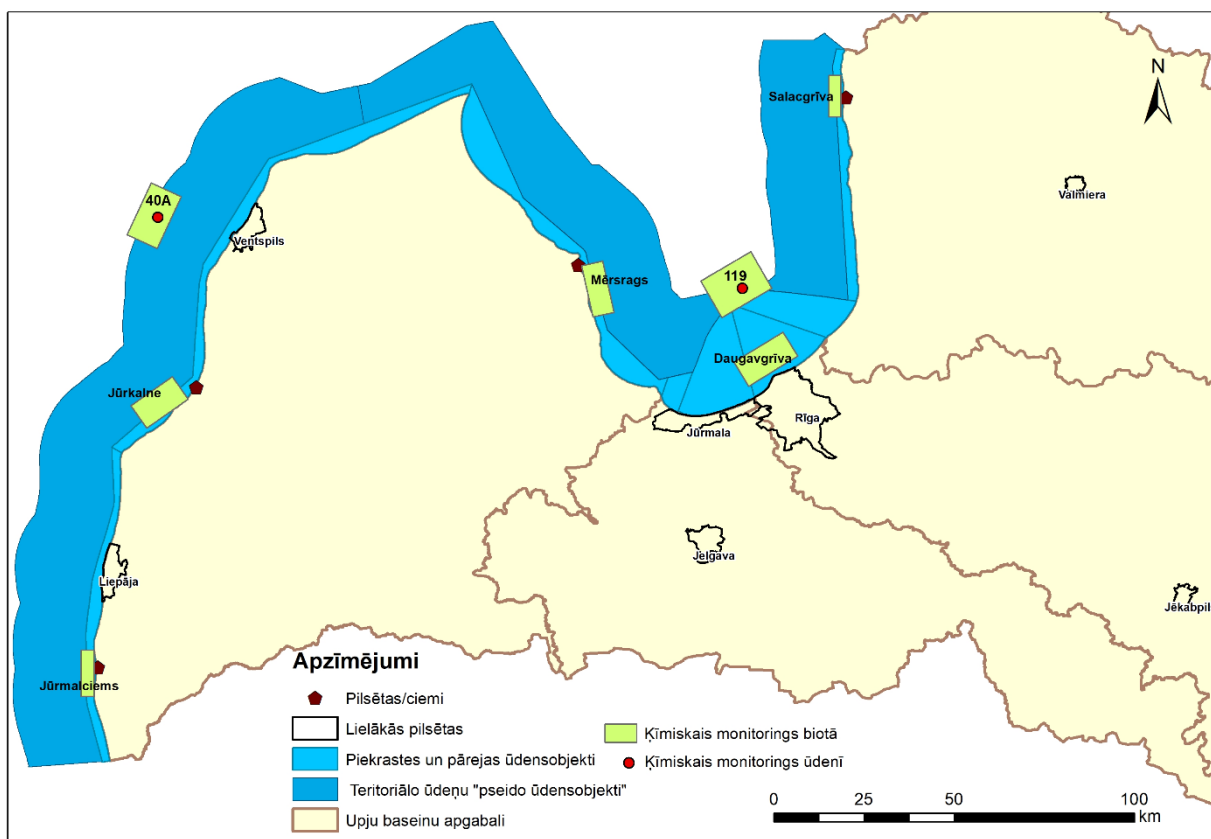 N
Salacgrīva
Valmiera
40A
Ventspils
Mērsrags
119
Daugavgrīva
Jūrkalne
Rīga
Jūrmala
Jelgava
Liepāja
Jēkabpil
Jūrmalciems
Apzīmējumi
Pilsētas/ciemi
Lielākās pilsētas
Piekrastes un pārejas ūdensobjekti
Teritoriālo ūdeņu "pseido ūdensobjekti"
Upju baseinu apgabali
Ķīmiskais monitorings biotā
Ķīmiskais monitorings ūdenī
0 25 50 100
km